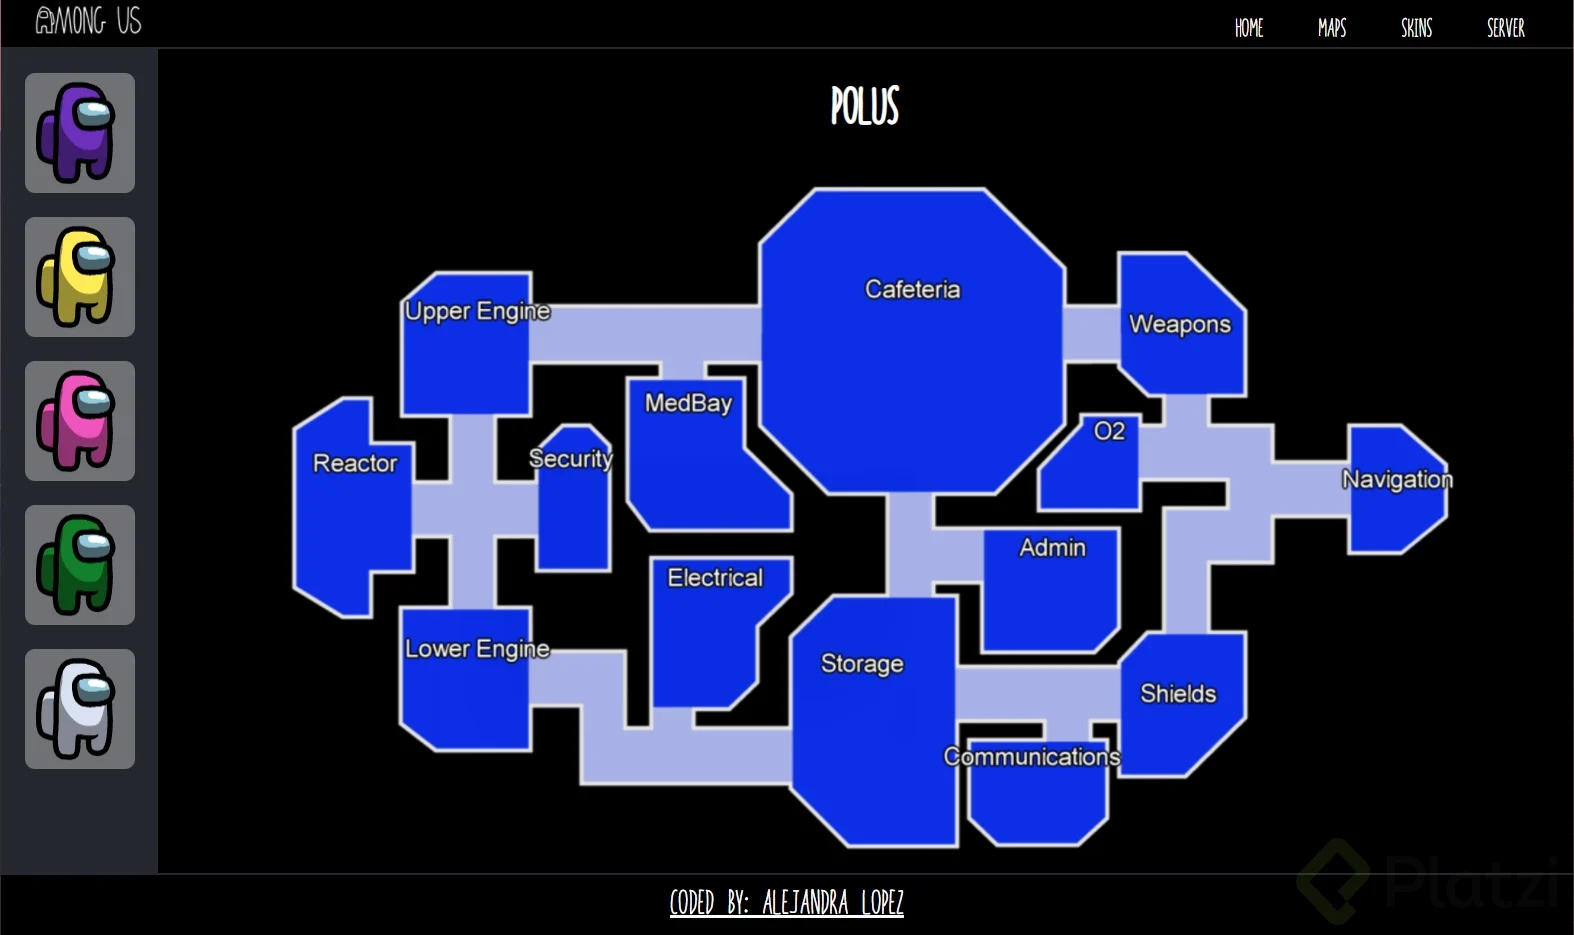 AMONG US
HOME MAPS SKINS SERVER
POLUS
Cafeteria
Upper Engine
Weapons
MedBay
O2
Reactor
Security
Navigation
Admin
Electrical
Lower Engine
Storage
Shields
Communications
Platzi
CODED BY: ALEJANDRA LOPEZ